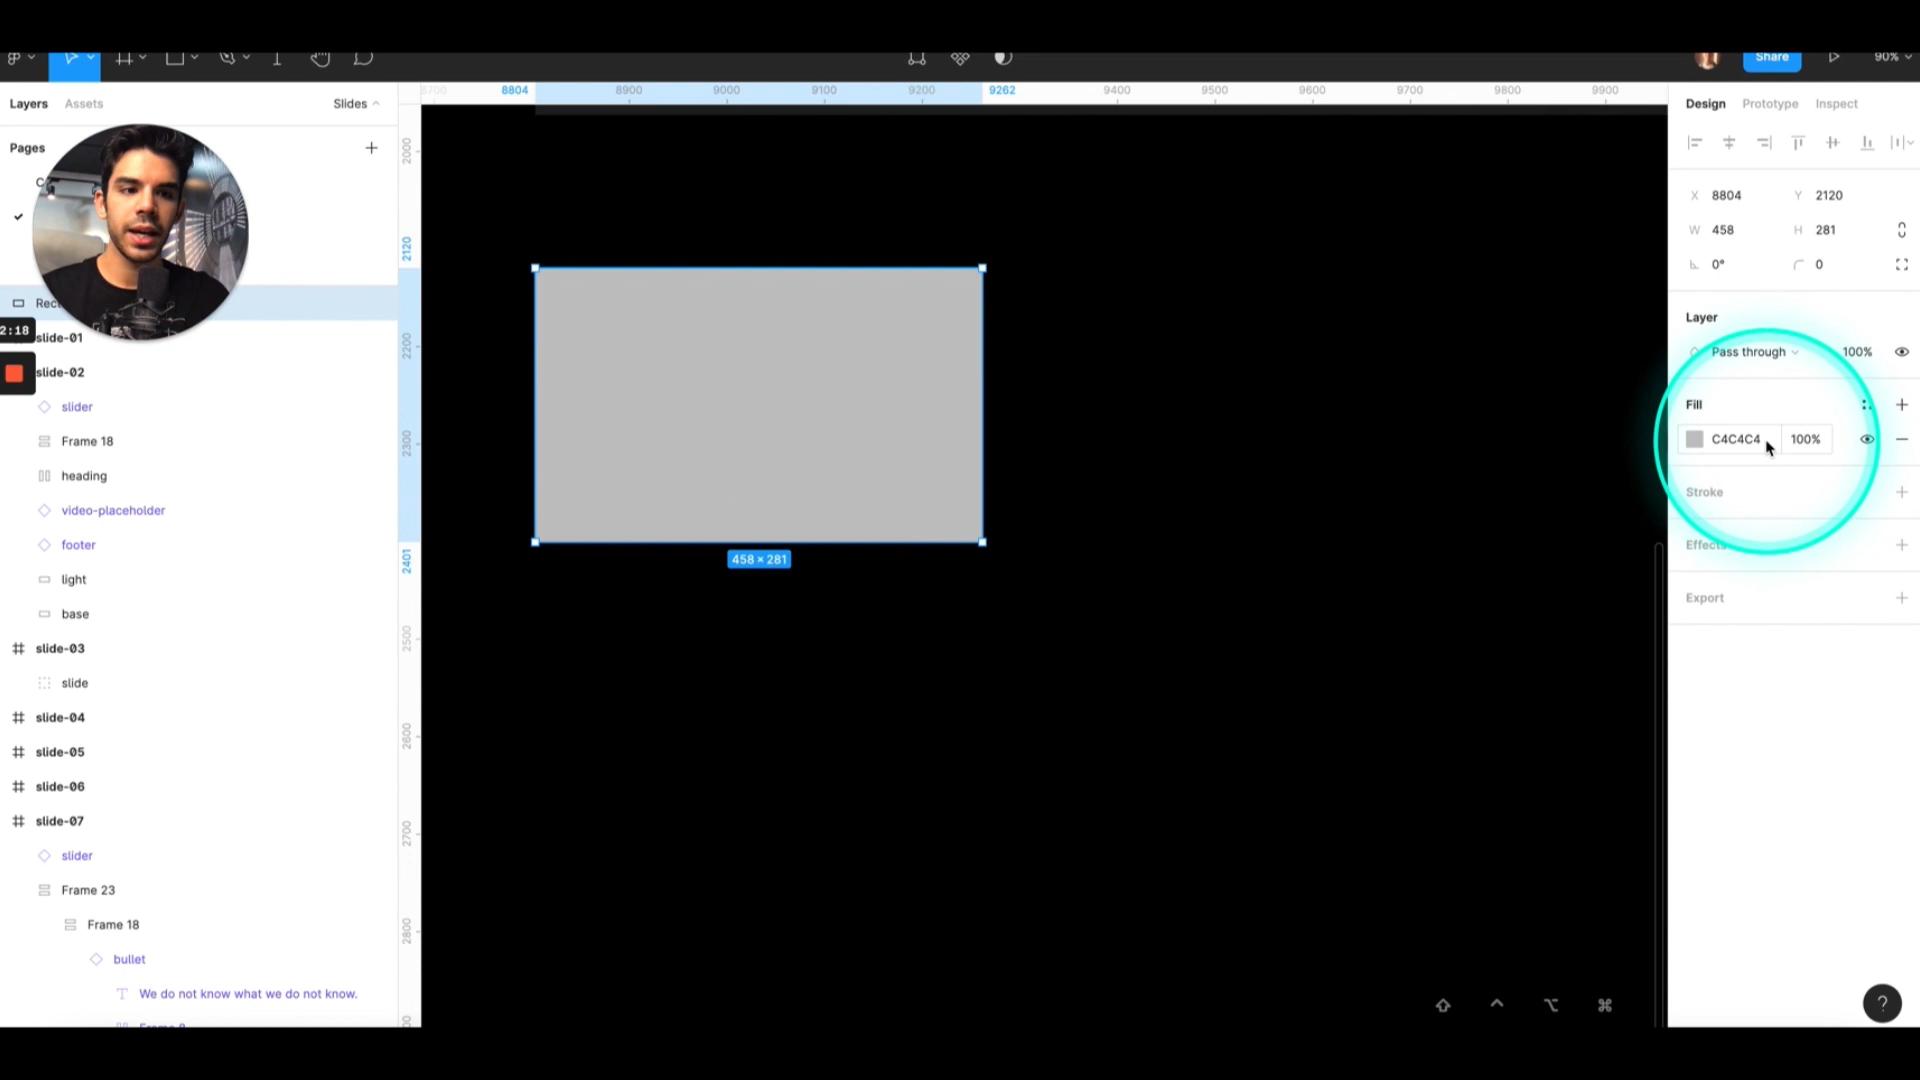 Share
90%
Layers
Assets
Slides
8700
8804
8900
9000
9100
9200
9262
9400
9500
9600
9700
9800
9900
Design
Prototype
Inspect
Pages
2000
2120
2200
2300
2401
2500
2600
2700
2800
X 8804
Y 2120
W 458
H 281
0°
0
Layer
Pass through
100%
Fill
C4C4C4
100%
Stroke
Effects
Export
2:18
slide-01
slide-02
slider
Frame 18
heading
video-placeholder
footer
light
base
slide-03
slide
slide-04
slide-05
slide-06
slide-07
slider
Frame 23
Frame 18
bullet
We do not know what we do not know.
458 × 281
?